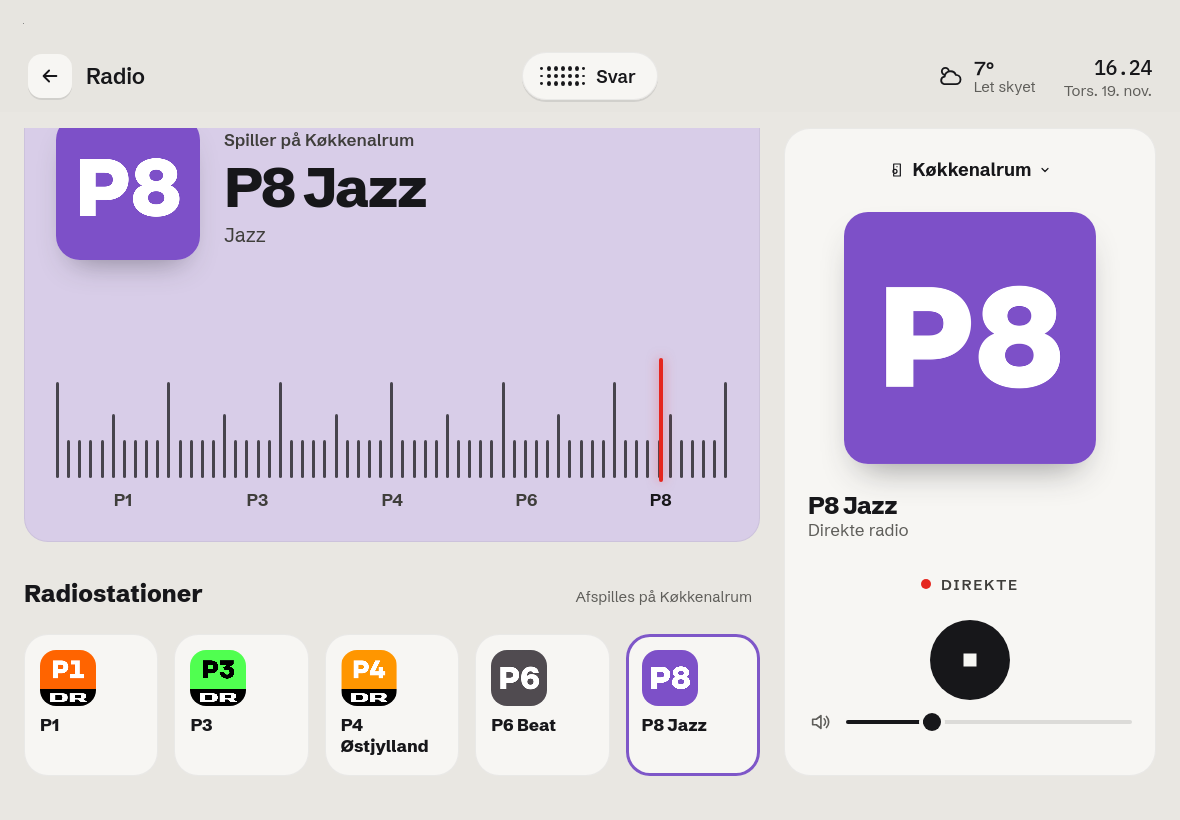 Radio
Svar
7°
Let skyet
16.24
Tors. 19. nov.
P8
Spiller på Køkkenalrum
P8 Jazz
Jazz
P1
P3
P4
P6
P8
Radiostationer
Afspilles på Køkkenalrum
P1
DR
P1
P3
DR
P3
P4
DR
P4
Østjylland
P6
P6 Beat
P8
P8 Jazz
Køkkenalrum
P8
P8 Jazz
Direkte radio
DIREKTE